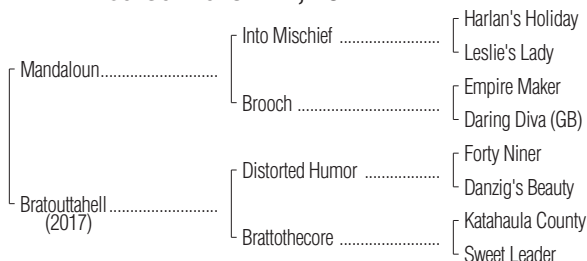 Harlan's Holiday
Into Mischief
Leslie's Lady
Mandaloun
Empire Maker
Brooch
Daring Diva (GB)
Forty Niner
Distorted Humor
Danzig's Beauty
Bratouttahell
(2017)
Katahaula County
Brattothecore
Sweet Leader